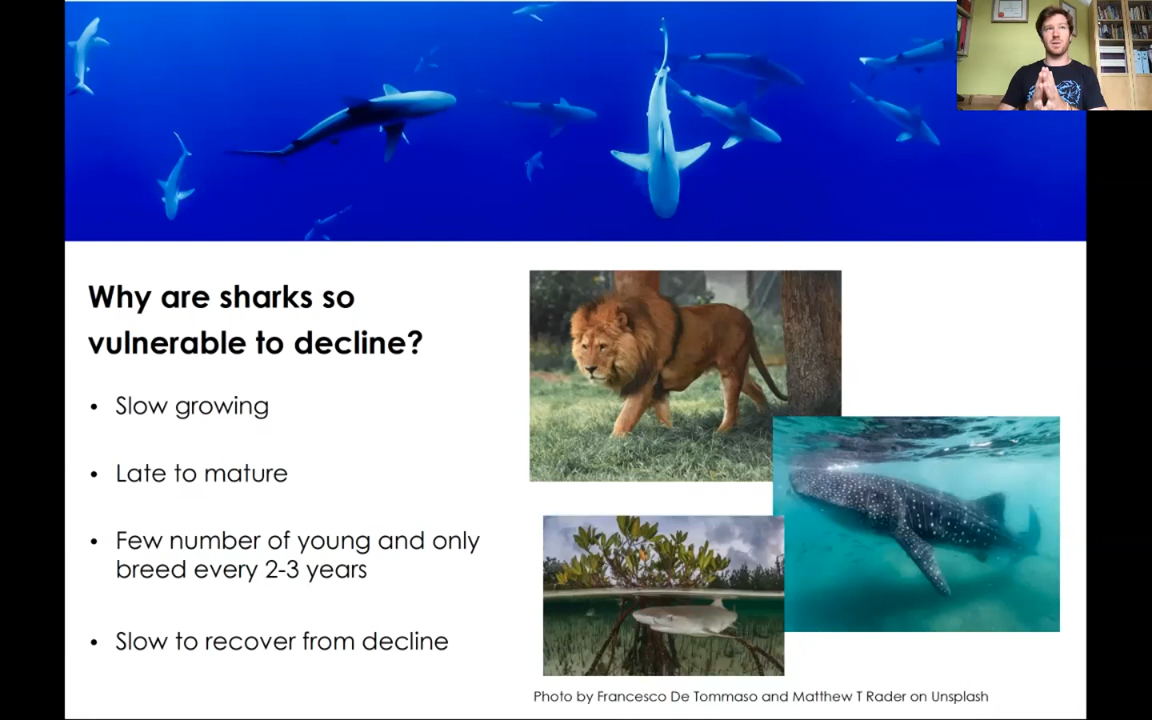 Why are sharks so
vulnerable to decline?
• Slow growing
• Late to mature
• Few number of young and only
breed every 2-3 years
• Slow to recover from decline
Photo by Francesco De Tommaso and Matthew T Rader on Unsplash